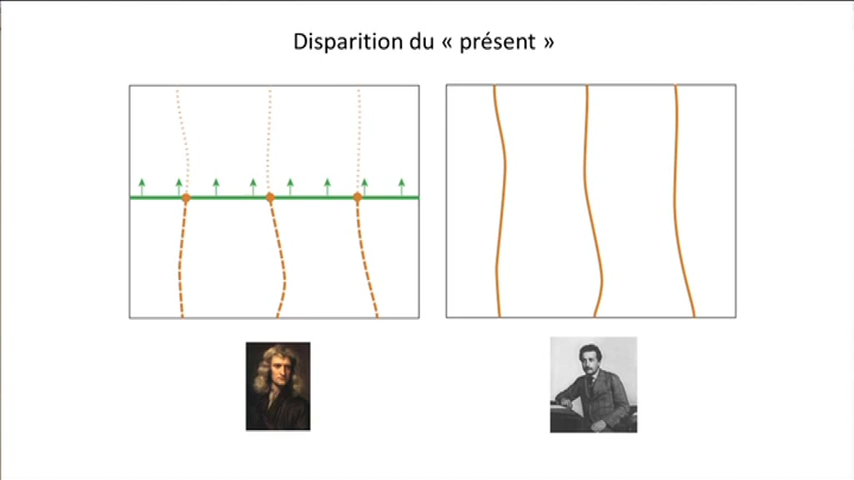 Disparition du « présent »